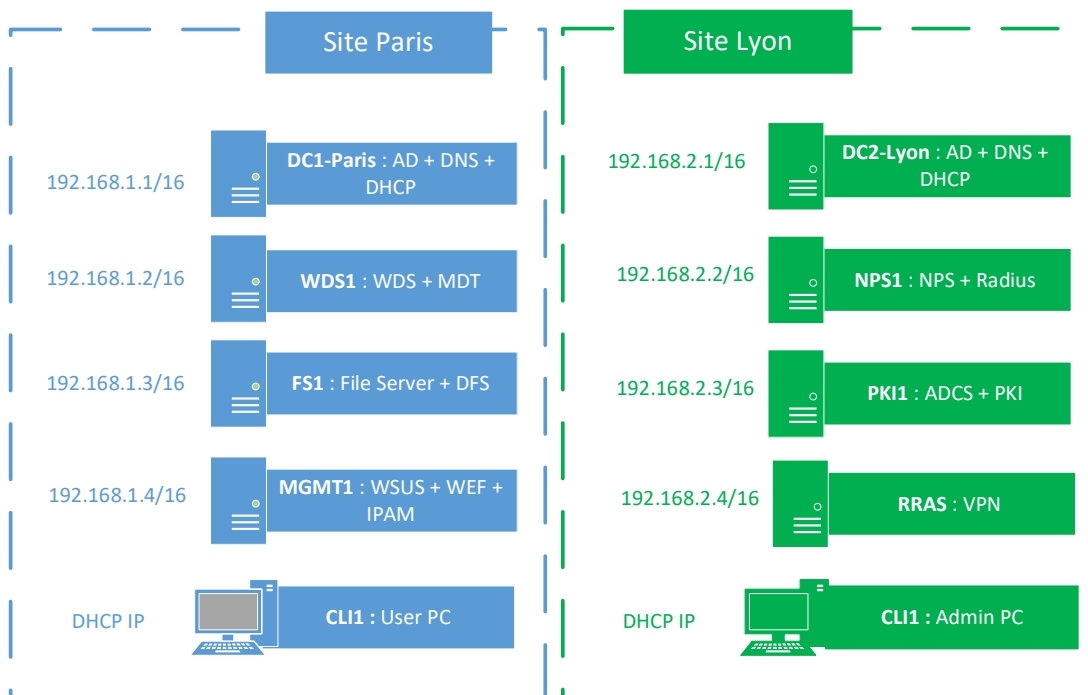 Site Paris
192.168.1.1/16
DC1-Paris : AD + DNS +
DHCP
192.168.1.2/16
WDS1 : WDS + MDT
192.168.1.3/16
FS1 : File Server + DFS
192.168.1.4/16
MGMT1 : WSUS + WEF +
IPAM
DHCP IP
CLI1 : User PC
Site Lyon
192.168.2.1/16
DC2-Lyon : AD + DNS +
DHCP
192.168.2.2/16
NPS1 : NPS + Radius
192.168.2.3/16
PKI1 : ADCS + PKI
192.168.2.4/16
RRAS : VPN
DHCP IP
CLI1 : Admin PC